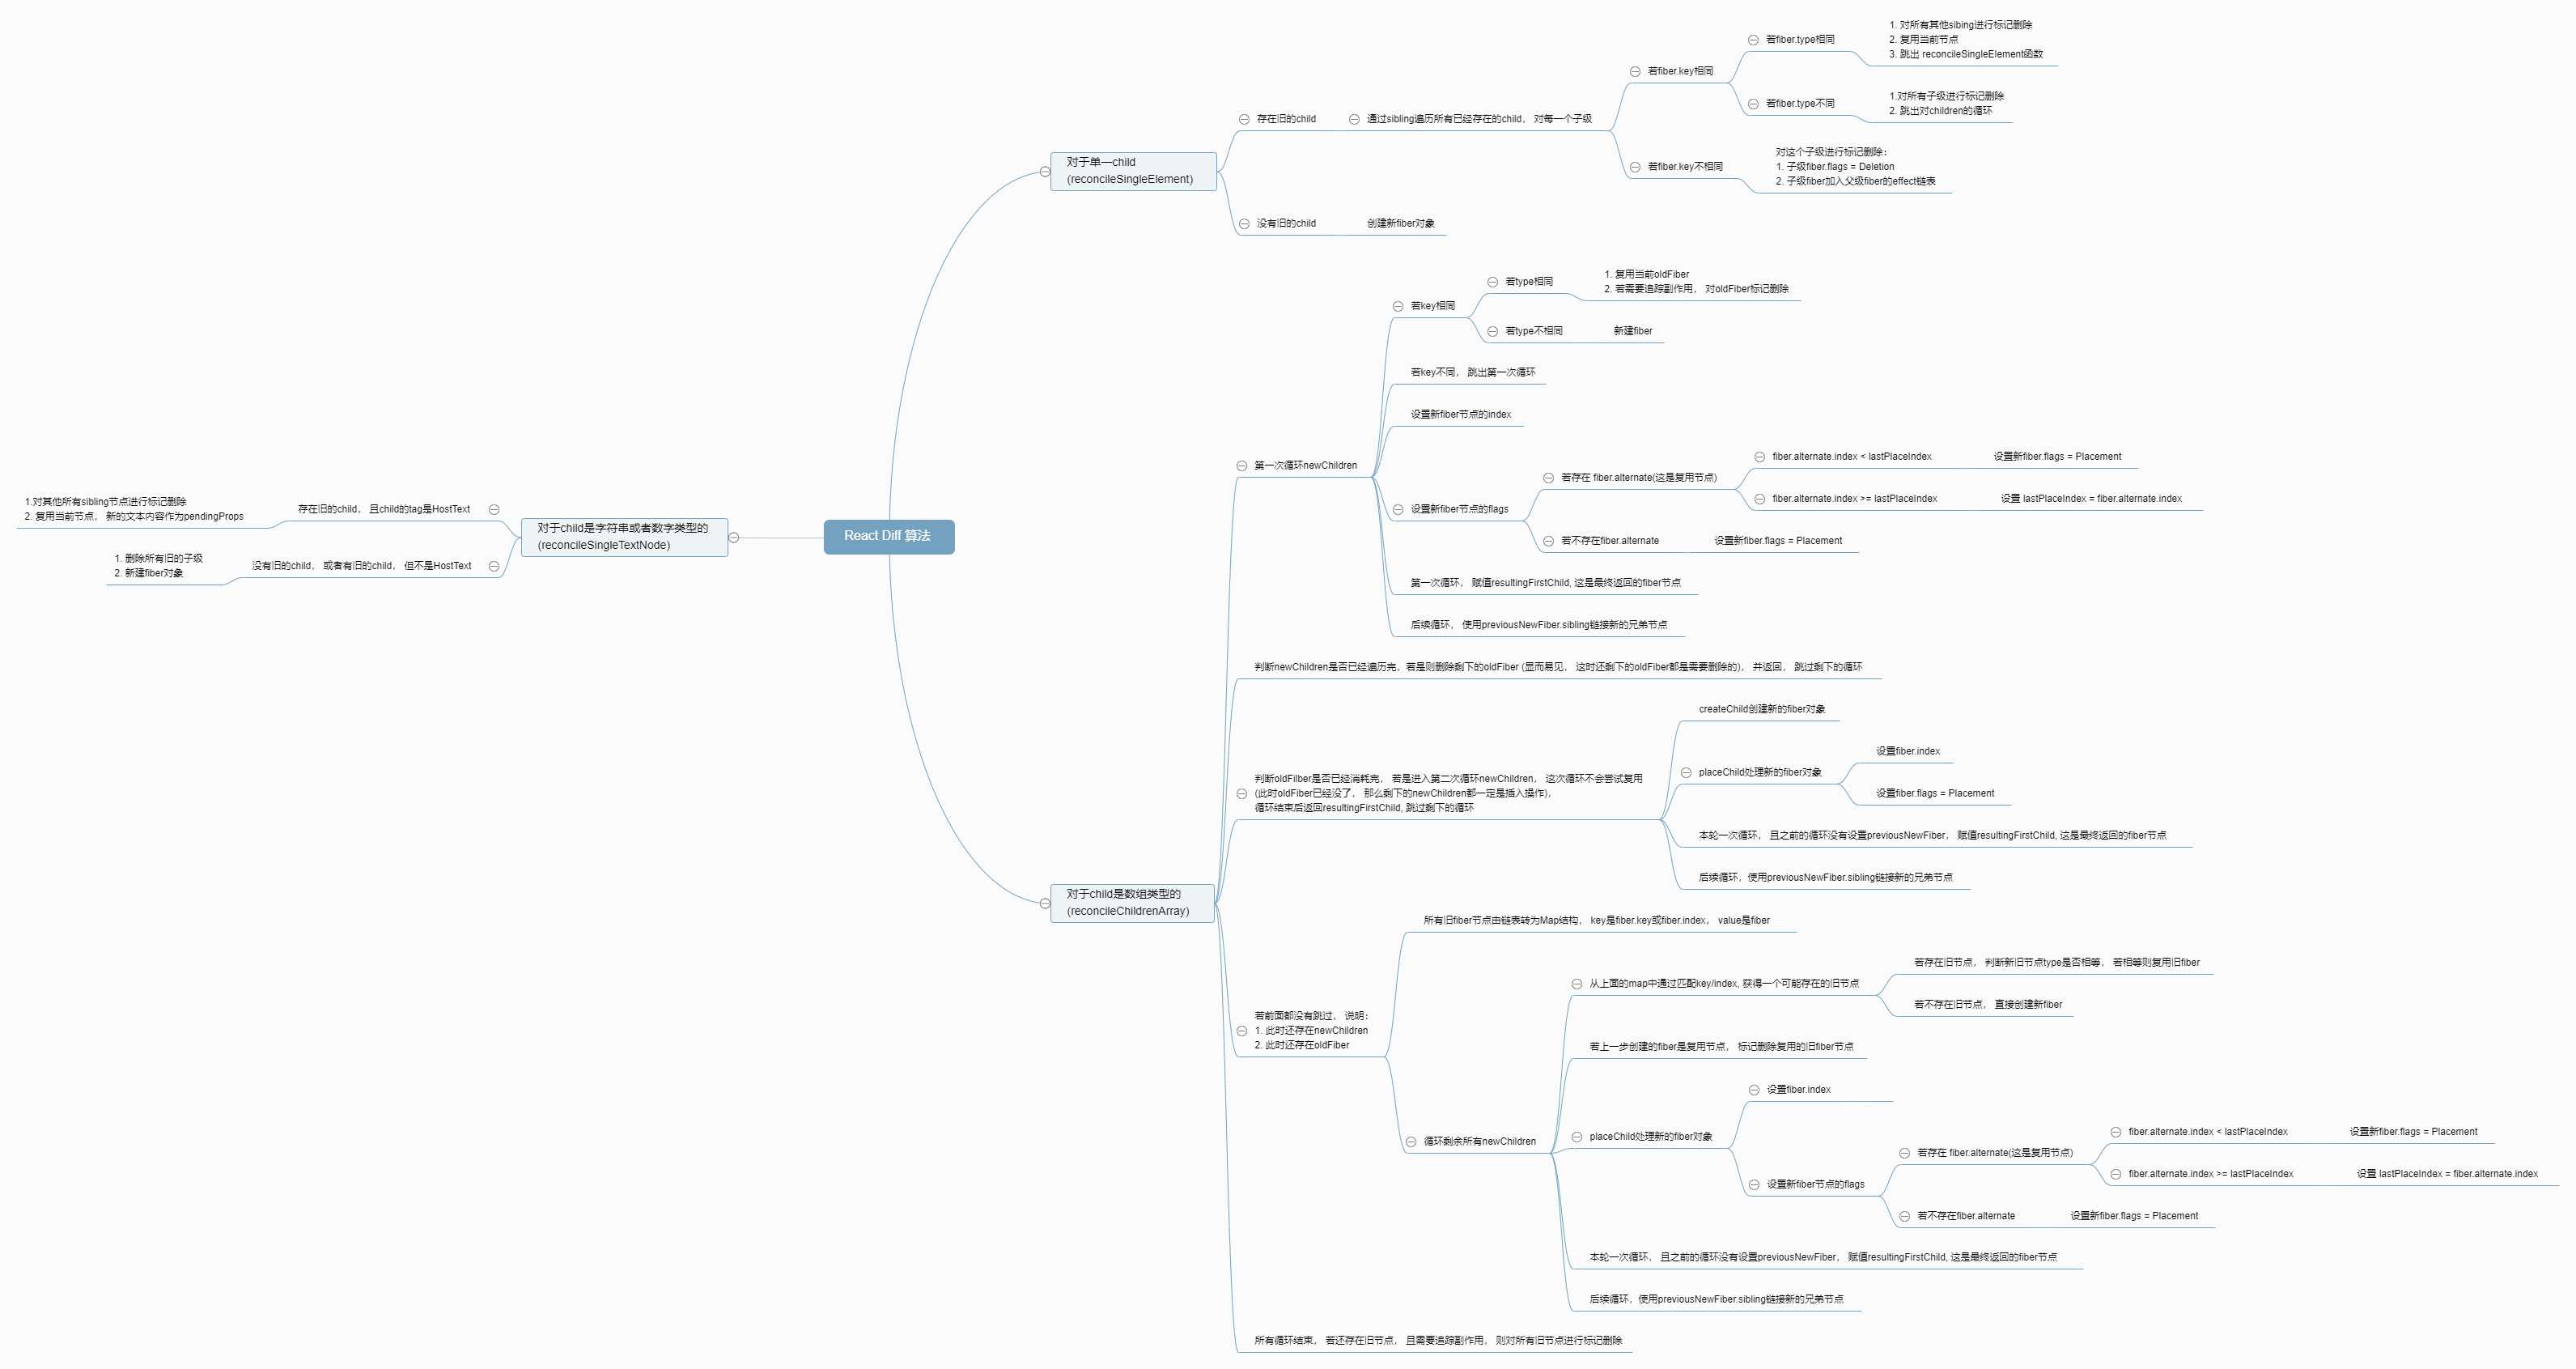 React Diff 算法
对于单一child
(reconcileSingleElement)
存在旧的child
通过sibling遍历所有已经存在的child， 对每一个子级
若fiber.key相同
若fiber.type相同
1. 对所有其他sibing进行标记删除
2. 复用当前节点
3. 跳出 reconcileSingleElement函数
若fiber.type不同
1.对所有子级进行标记删除
2. 跳出对children的循环
若fiber.key不相同
对这个子级进行标记删除：
1. 子级fiber.flags = Deletion
2. 子级fiber加入父级fiber的effect链表
没有旧的child
创建新fiber对象
对于child是数组类型的
(reconcileChildrenArray)
第一次循环newChildren
若key相同
若type相同
1. 复用当前oldFiber
2. 若需要追踪副作用， 对oldFiber标记删除
若type不相同
新建fiber
若key不同， 跳出第一次循环
设置新fiber节点的index
设置新fiber节点的flags
若存在 fiber.alternate(这是复用节点)
fiber.alternate.index < lastPlaceIndex
设置新fiber.flags = Placement
fiber.alternate.index >= lastPlaceIndex
设置 lastPlaceIndex = fiber.alternate.index
若不存在fiber.alternate
设置新fiber.flags = Placement
第一次循环， 赋值resultingFirstChild, 这是最终返回的fiber节点
后续循环， 使用previousNewFiber.sibling链接新的兄弟节点
判断newChildren是否已经遍历完，若是则删除剩下的oldFiber (显而易见， 这时还剩下的oldFiber都是需要删除的)， 并返回， 跳过剩下的循环
判断oldFilber是否已经消耗完， 若是进入第二次循环newChildren， 这次循环不会尝试复用
(此时oldFiber已经没了， 那么剩下的newChildren都一定是插入操作)，
循环结束后返回resultingFirstChild, 跳过剩下的循环
createChild创建新的fiber对象
placeChild处理新的fiber对象
设置fiber.index
设置fiber.flags = Placement
本轮一次循环， 且之前的循环没有设置previousNewFiber， 赋值resultingFirstChild, 这是最终返回的fiber节点
后续循环，使用previousNewFiber.sibling链接新的兄弟节点
若前面都没有跳过， 说明：
1. 此时还存在newChildren
2. 此时还存在oldFiber
所有旧fiber节点由链表转为Map结构， key是fiber.key或fiber.index， value是fiber
循环剩余所有newChildren
从上面的map中通过匹配key/index, 获得一个可能存在的旧节点
若存在旧节点， 判断新旧节点type是否相等， 若相等则复用旧fiber
若不存在旧节点， 直接创建新fiber
若上一步创建的fiber是复用节点， 标记删除复用的旧fiber节点
placeChild处理新的fiber对象
设置fiber.index
设置新fiber节点的flags
若存在 fiber.alternate(这是复用节点)
fiber.alternate.index < lastPlaceIndex
设置新fiber.flags = Placement
fiber.alternate.index >= lastPlaceIndex
设置 lastPlaceIndex = fiber.alternate.index
若不存在fiber.alternate
设置新fiber.flags = Placement
本轮一次循环， 且之前的循环没有设置previousNewFiber， 赋值resultingFirstChild, 这是最终返回的fiber节点
后续循环，使用previousNewFiber.sibling链接新的兄弟节点
所有循环结束， 若还存在旧节点， 且需要追踪副作用， 则对所有旧节点进行标记删除
对于child是字符串或者数字类型的
(reconcileSingleTextNode)
存在旧的child， 且child的tag是HostText
1.对其他所有sibling节点进行标记删除
2. 复用当前节点， 新的文本内容作为pendingProps
没有旧的child， 或者有旧的child， 但不是HostText
1. 删除所有旧的子级
2. 新建fiber对象